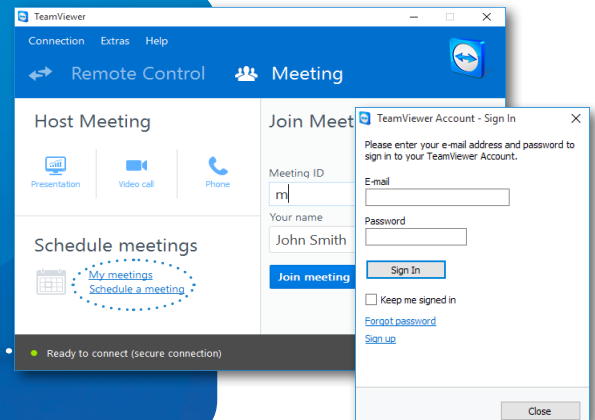 TeamViewer
Connection Extras Help
Remote Control Meeting
Host Meeting
Presentation Video call Phone
Schedule meetings
My meetings
Schedule a meeting
Join Meet
Meeting ID
m
Your name
John Smith
Join meeting
Ready to connect (secure connection)
TeamViewer Account - Sign In
Please enter your e-mail address and password to
sign in to your TeamViewer Account.
E-mail
Password
Sign In
Keep me signed in
Forgot password
Sign up
Close